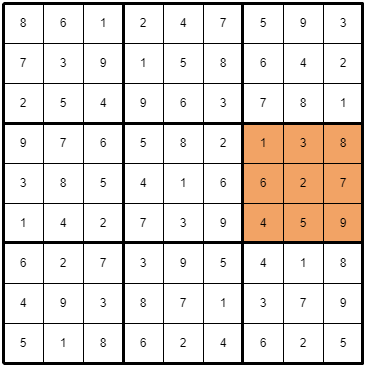 8 6 1 2 4 7 5 9 3
7 3 9 1 5 8 6 4 2
2 5 4 9 6 3 7 8 1
9 7 6 5 8 2 1 3 8
3 8 5 4 1 6 6 2 7
1 4 2 7 3 9 4 5 9
6 2 7 3 9 5 4 1 8
4 9 3 8 7 1 3 7 9
5 1 8 6 2 4 6 2 5